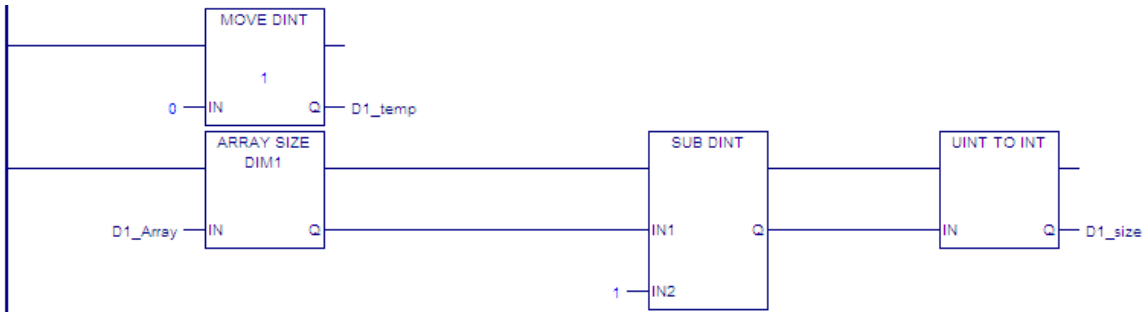 MOVE DINT
1
0 IN Q D1_temp
ARRAY SIZE SUB DINT UINT TO INT
DIM1
D1_Array IN Q IN1 Q IN Q D1_size
1 IN2